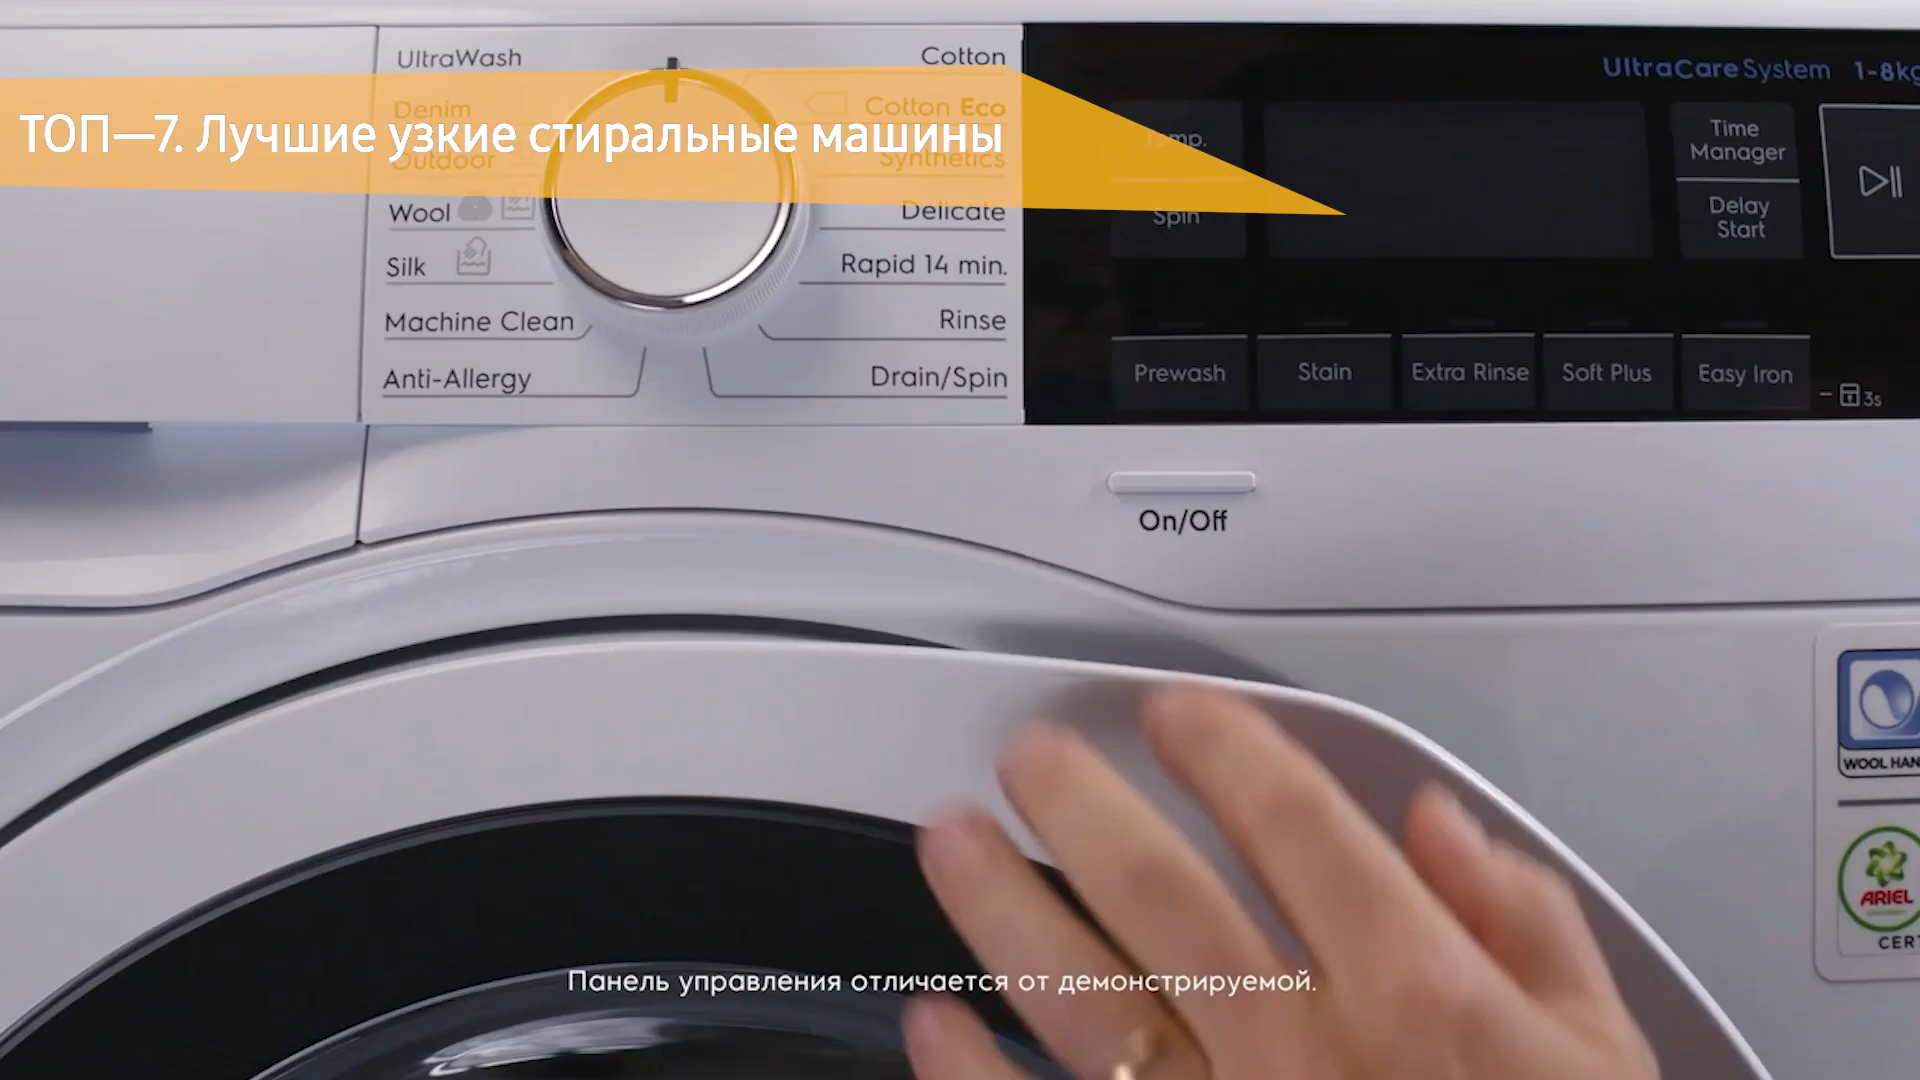 UltraWash
Denim
Outdoor
Wool
Silk
Machine Clean
Anti-Allergy
Cotton
Cotton Eco
Synthetics
Delicate
Rapid 14 min.
Rinse
Drain/Spin
ТОП—7. Лучшие узкие стиральные машины
UltraCare System 1-8kg
Temp.
Spin
Time
Manager
Delay
Start
Prewash
Stain
Extra Rinse
Soft Plus
Easy Iron
3s
On/Off
WOOL
ARIEL
Панель управления отличается от демонстрируемой.